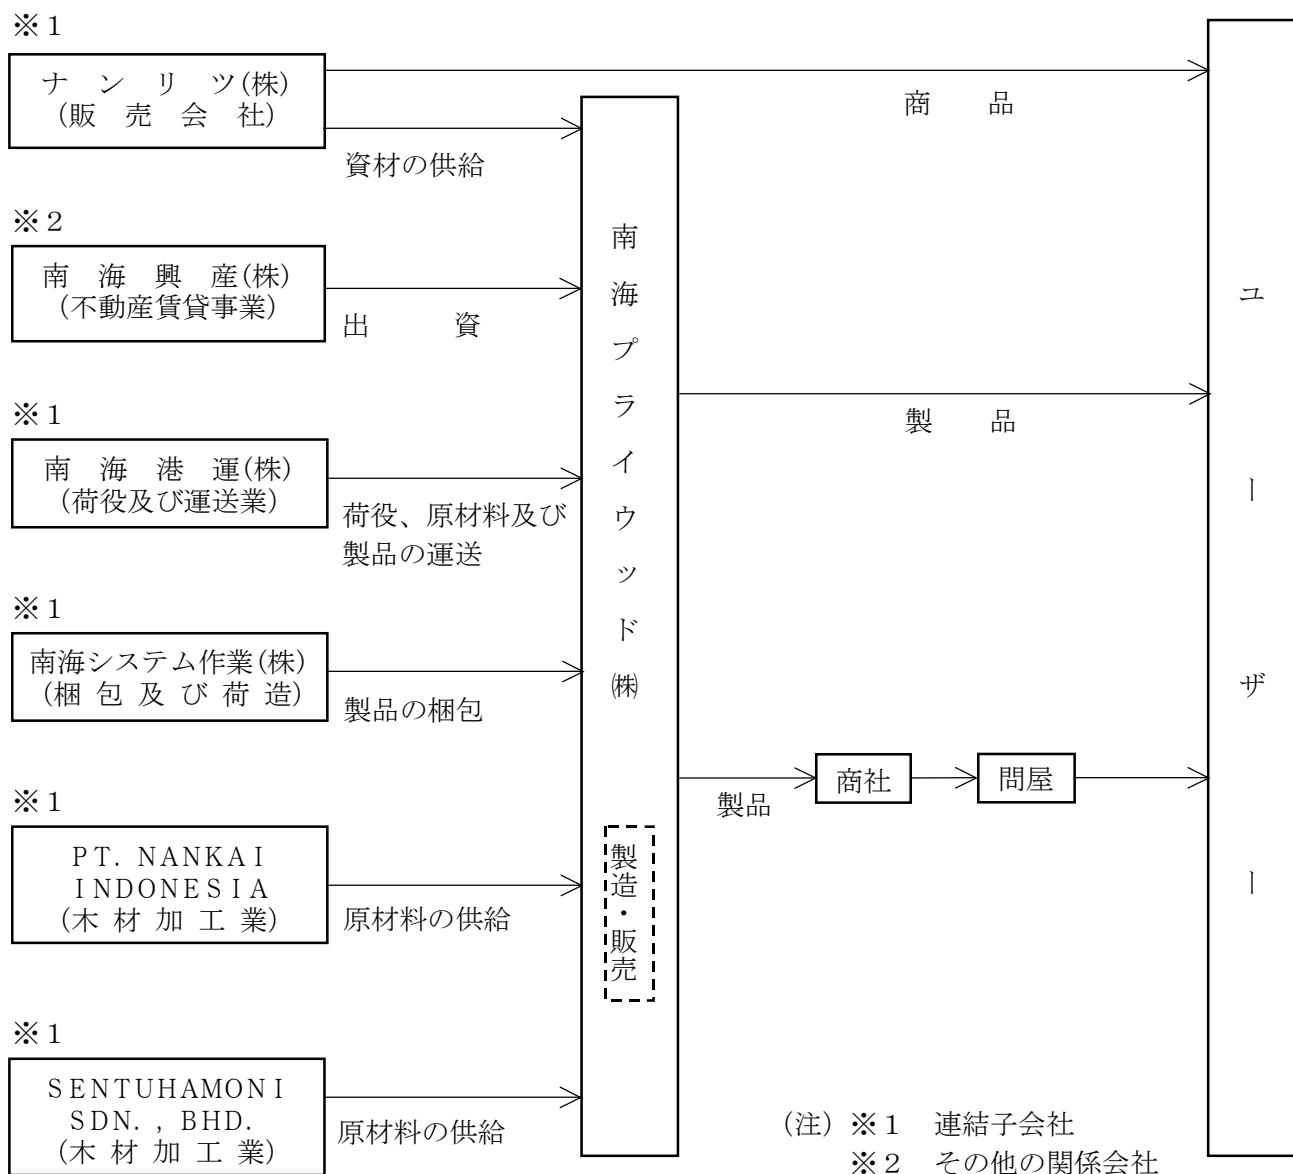 ※１
ナンリツ(株)
(販売会社)
商品
資材の供給
※２
南海興産(株)
(不動産賃貸事業)
出資
※１
南海港運(株)
(荷役及び運送業)
荷役、原材料及び
製品の運送
※１
南海システム作業(株)
(梱包及び荷造)
製品の梱包
※１
PT. NANKAI
INDONESIA
(木材加工業)
原材料の供給
※１
SENTUHAMONI
SDN. , BHD.
(木材加工業)
原材料の供給
南海プライウッド㈱
製造・販売
製品
製品
商社
問屋
ユーザー
(注) ※１ 連結子会社
※２ その他の関係会社